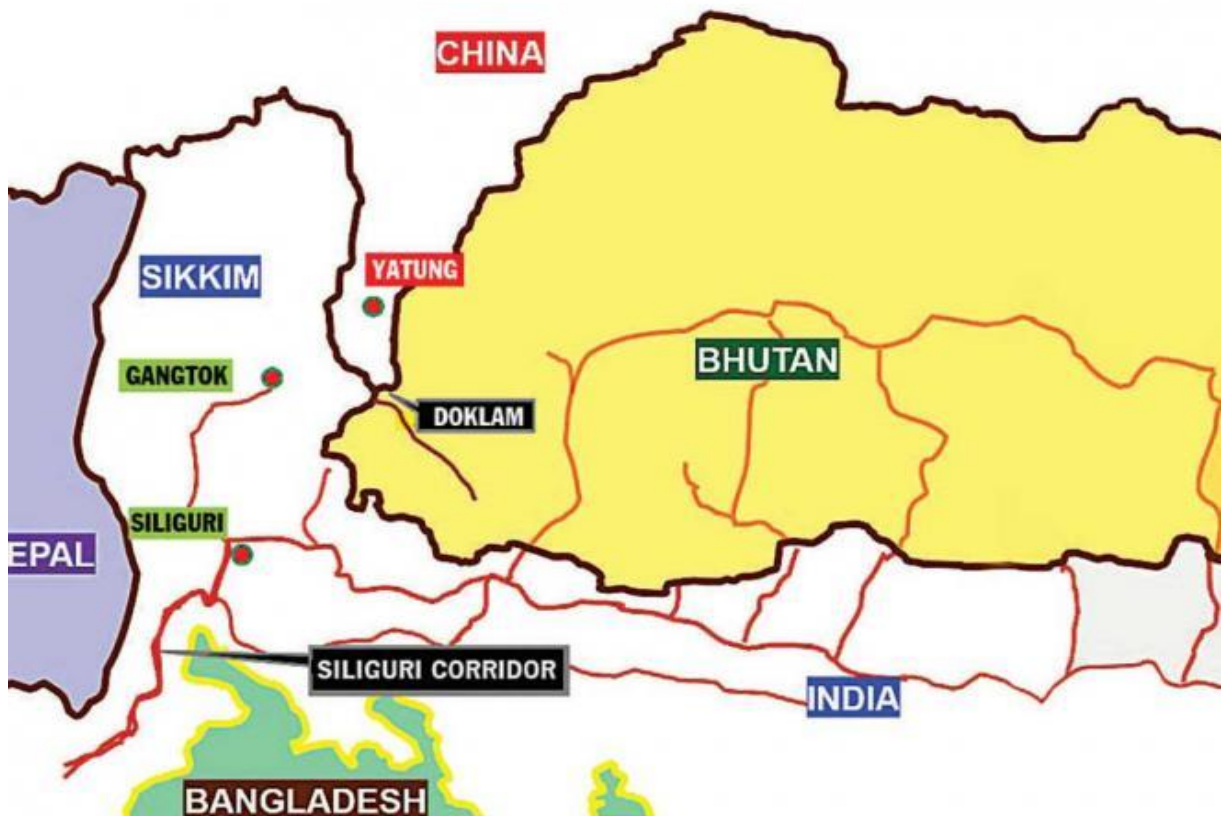 CHINA
SIKKIM
YATUNG
GANGTOK
BHUTAN
DOKLAM
SILIGURI
EPAL
SILIGURI CORRIDOR
INDIA
BANGLADESH